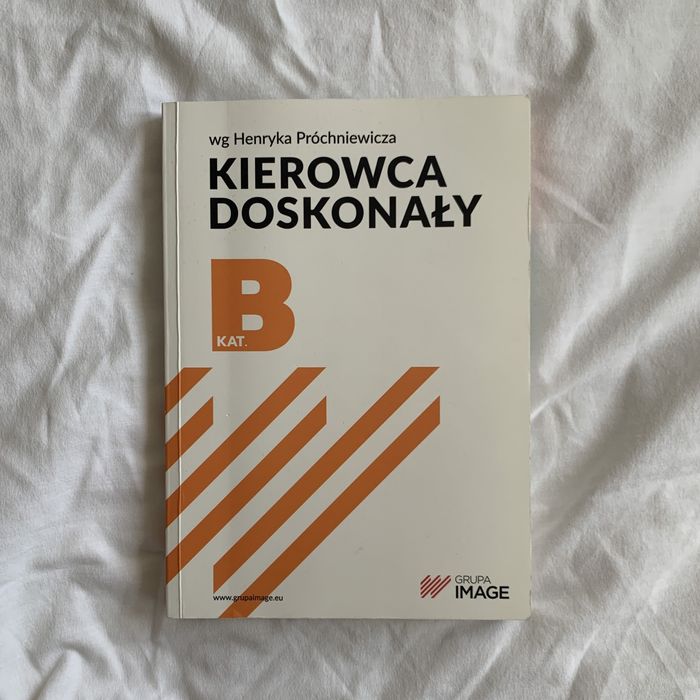 wg Henryka Próchniewicza
KIEROWCA
DOSKONAŁY
B
KAT.
www.grupaimage.eu
GRUPA
IMAGE